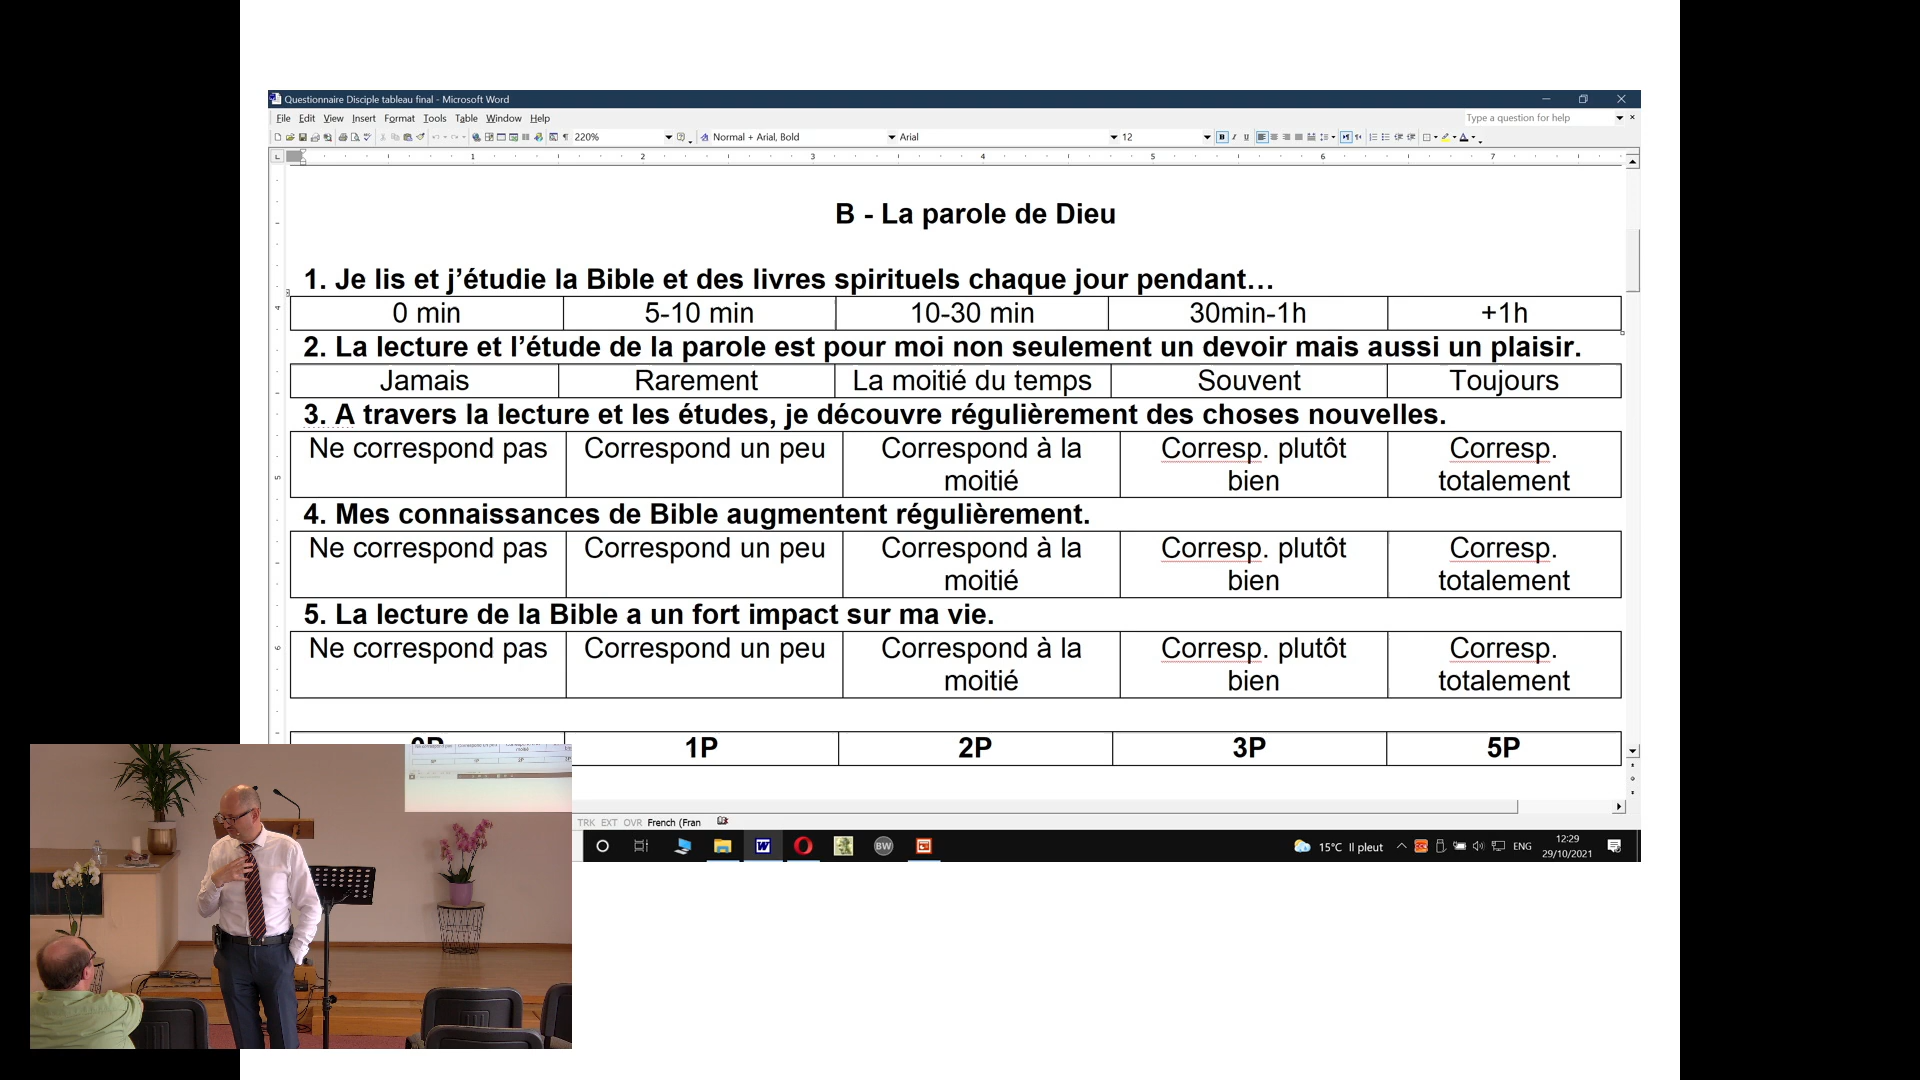 Questionnaire Disciple tableau final - Microsoft Word
File Edit View Insert Format Tools Table Window Help
Type a question for help
220% Normal + Arial, Bold Arial 12
1 2 3 4 5 6 7
B - La parole de Dieu
1. Je lis et j’étudie la Bible et des livres spirituels chaque jour pendant…
0 min 5-10 min 10-30 min 30min-1h +1h
2. La lecture et l’étude de la parole est pour moi non seulement un devoir mais aussi un plaisir.
Jamais Rarement La moitié du temps Souvent Toujours
3. A travers la lecture et les études, je découvre régulièrement des choses nouvelles.
Ne correspond pas Correspond un peu Correspond à la moitié Corresp. plutôt bien Corresp. totalement
4. Mes connaissances de Bible augmentent régulièrement.
Ne correspond pas Correspond un peu Correspond à la moitié Corresp. plutôt bien Corresp. totalement
5. La lecture de la Bible a un fort impact sur ma vie.
Ne correspond pas Correspond un peu Correspond à la moitié Corresp. plutôt bien Corresp. totalement
0P 1P 2P 3P 5P
TRK EXT OVR French (Fran
BW
15°C Il pleut ENG
12:29
29/10/2021